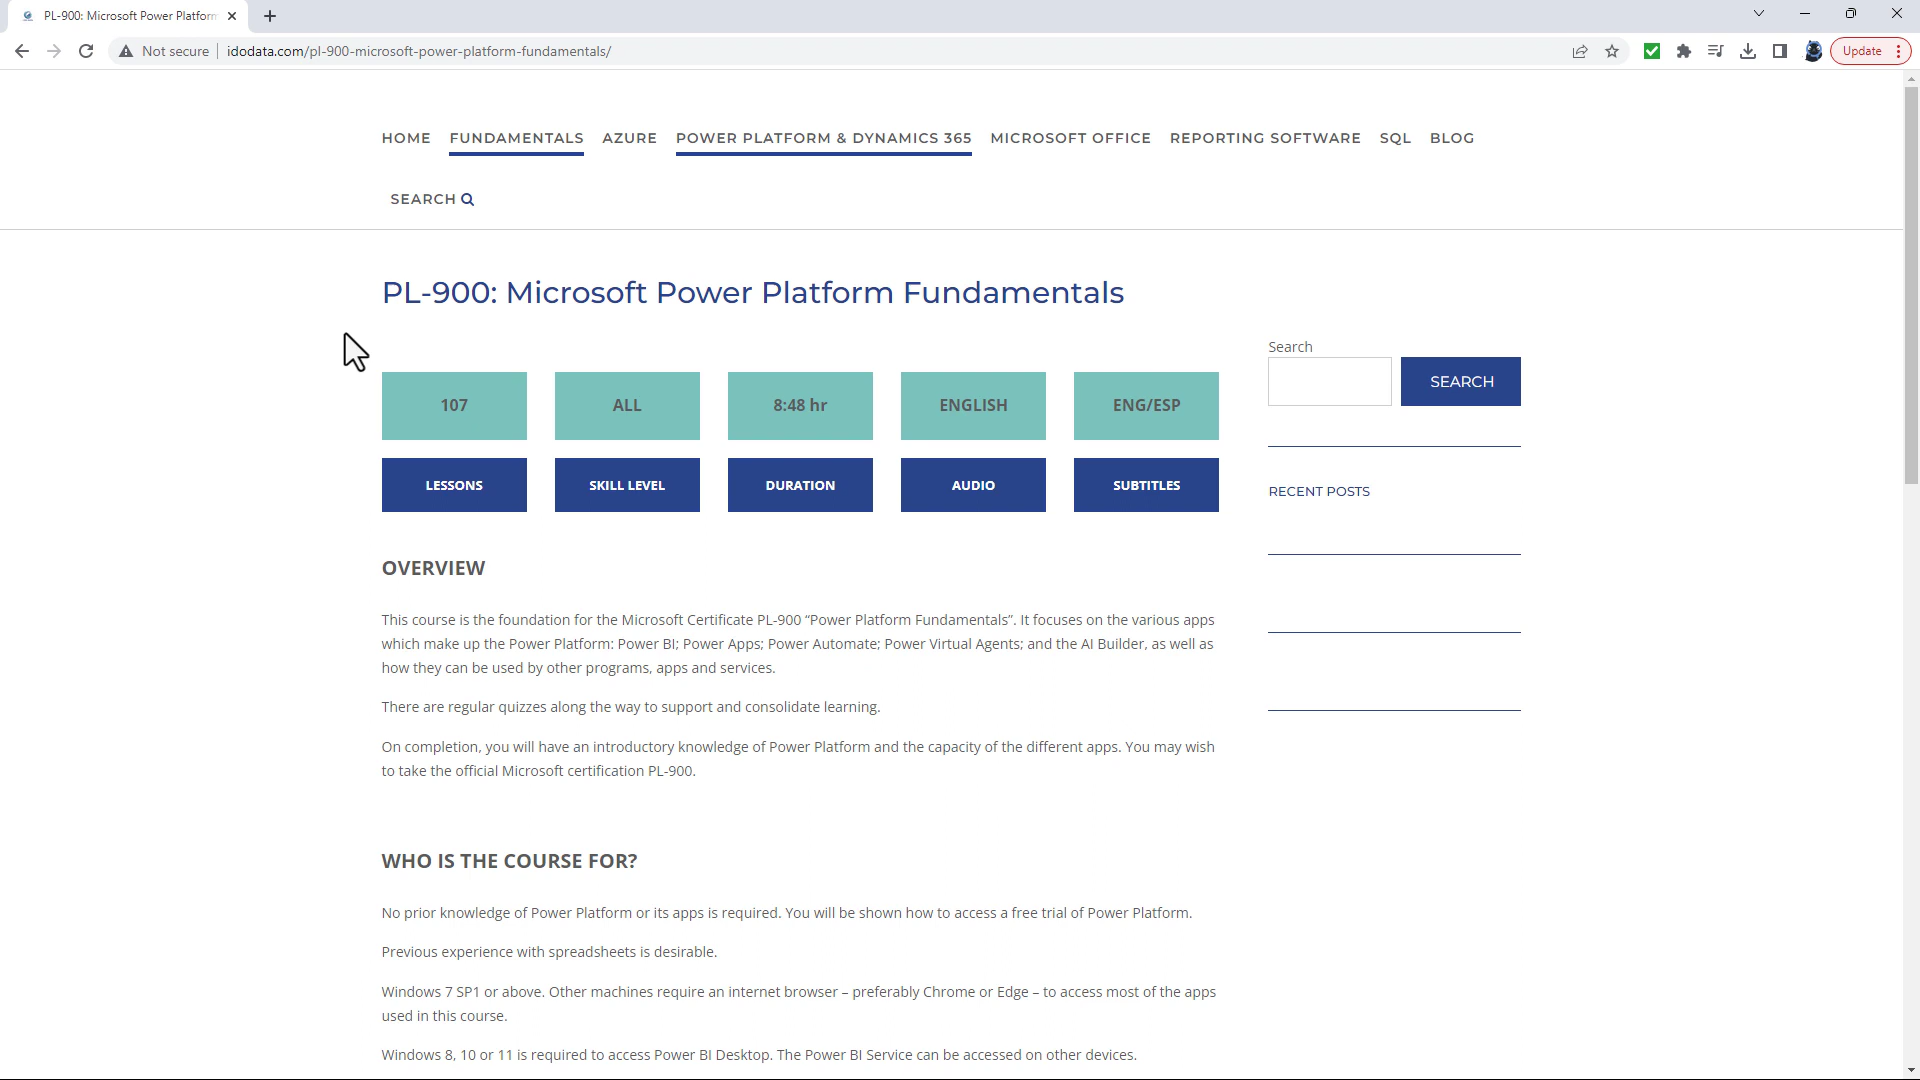 PL-900: Microsoft Power Platform
Update
Not secure
idodata.com/pl-900-microsoft-power-platform-fundamentals/
HOME FUNDAMENTALS AZURE POWER PLATFORM & DYNAMICS 365 MICROSOFT OFFICE REPORTING SOFTWARE SQL BLOG
SEARCH
PL-900: Microsoft Power Platform Fundamentals
Search
SEARCH
107 ALL 8:48 hr ENGLISH ENG/ESP
LESSONS SKILL LEVEL DURATION AUDIO SUBTITLES
RECENT POSTS
OVERVIEW
This course is the foundation for the Microsoft Certificate PL-900 “Power Platform Fundamentals”. It focuses on the various apps
which make up the Power Platform: Power BI; Power Apps; Power Automate; Power Virtual Agents; and the AI Builder, as well as
how they can be used by other programs, apps and services.
There are regular quizzes along the way to support and consolidate learning.
On completion, you will have an introductory knowledge of Power Platform and the capacity of the different apps. You may wish
to take the official Microsoft certification PL-900.
WHO IS THE COURSE FOR?
No prior knowledge of Power Platform or its apps is required. You will be shown how to access a free trial of Power Platform.
Previous experience with spreadsheets is desirable.
Windows 7 SP1 or above. Other machines require an internet browser – preferably Chrome or Edge – to access most of the apps
used in this course.
Windows 8, 10 or 11 is required to access Power BI Desktop. The Power BI Service can be accessed on other devices.